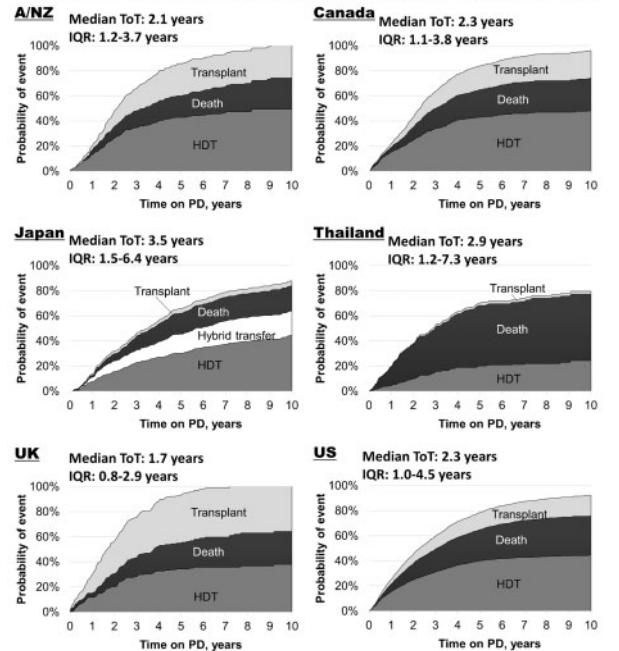 A/NZ
Median ToT: 2.1 years
IQR: 1.2-3.7 years
Probability of event
100%
80%
60%
40%
20%
0%
Transplant
Death
HDT
0 1 2 3 4 5 6 7 8 9 10
Time on PD, years
Canada
Median ToT: 2.3 years
IQR: 1.1-3.8 years
Probability of event
100%
80%
60%
40%
20%
0%
Transplant
Death
HDT
0 1 2 3 4 5 6 7 8 9 10
Time on PD, years
Japan
Median ToT: 3.5 years
IQR: 1.5-6.4 years
Probability of event
100%
80%
60%
40%
20%
0%
Transplant
Death
Hybrid transfer
HDT
0 1 2 3 4 5 6 7 8 9 10
Time on PD, years
Thailand
Median ToT: 2.9 years
IQR: 1.2-7.3 years
Probability of event
100%
80%
60%
40%
20%
0%
Transplant
Death
HDT
0 1 2 3 4 5 6 7 8 9 10
Time on PD, years
UK
Median ToT: 1.7 years
IQR: 0.8-2.9 years
Probability of event
100%
80%
60%
40%
20%
0%
Transplant
Death
HDT
0 1 2 3 4 5 6 7 8 9 10
Time on PD, years
US
Median ToT: 2.3 years
IQR: 1.0-4.5 years
Probability of event
100%
80%
60%
40%
20%
0%
Transplant
Death
HDT
0 1 2 3 4 5 6 7 8 9 10
Time on PD, years